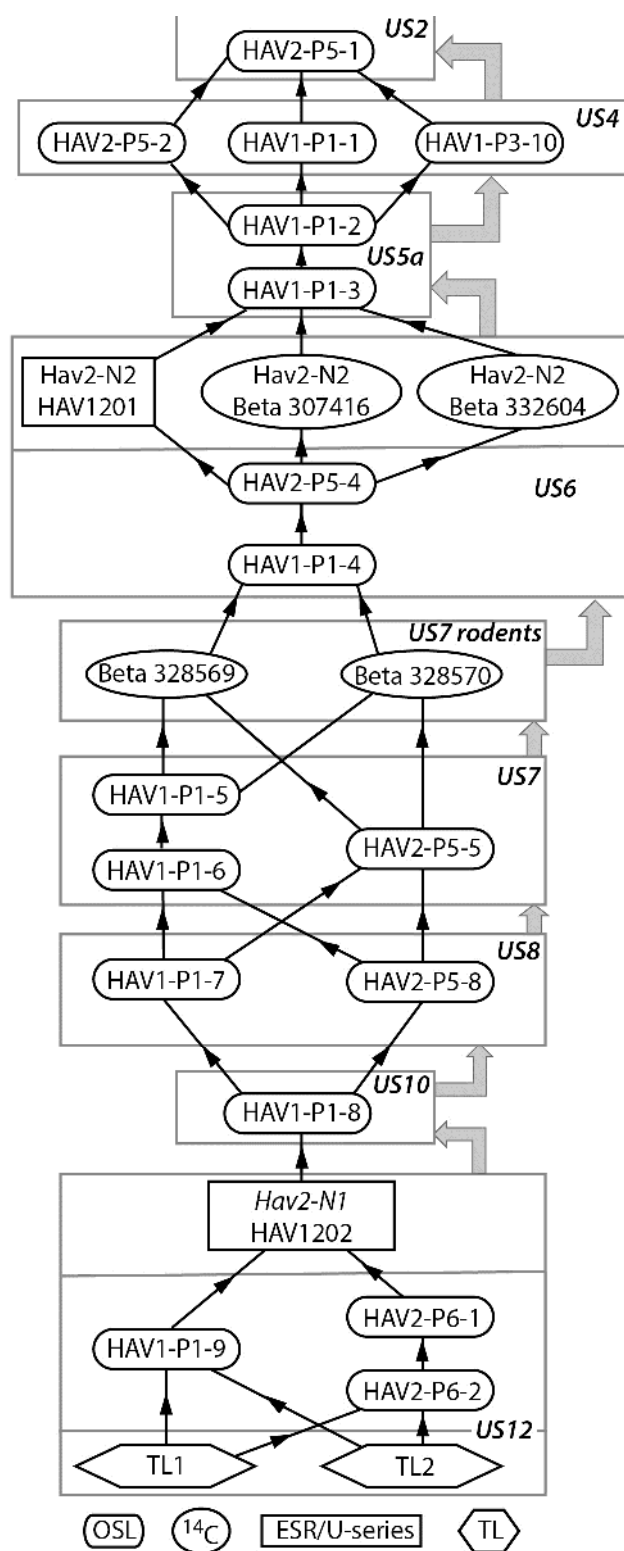 US2
HAV2-P5-1
US4
HAV2-P5-2
HAV1-P1-1
HAV1-P3-10
HAV1-P1-2
US5a
HAV1-P1-3
Hav2-N2
HAV1201
Hav2-N2
Beta 307416
Hav2-N2
Beta 332604
HAV2-P5-4
US6
HAV1-P1-4
US7 rodents
Beta 328569
Beta 328570
US7
HAV1-P1-5
HAV2-P5-5
HAV1-P1-6
US8
HAV1-P1-7
HAV2-P5-8
US10
HAV1-P1-8
Hav2-N1
HAV1202
HAV2-P6-1
HAV1-P1-9
HAV2-P6-2
US12
TL1
TL2
OSL
14C
ESR/U-series
TL